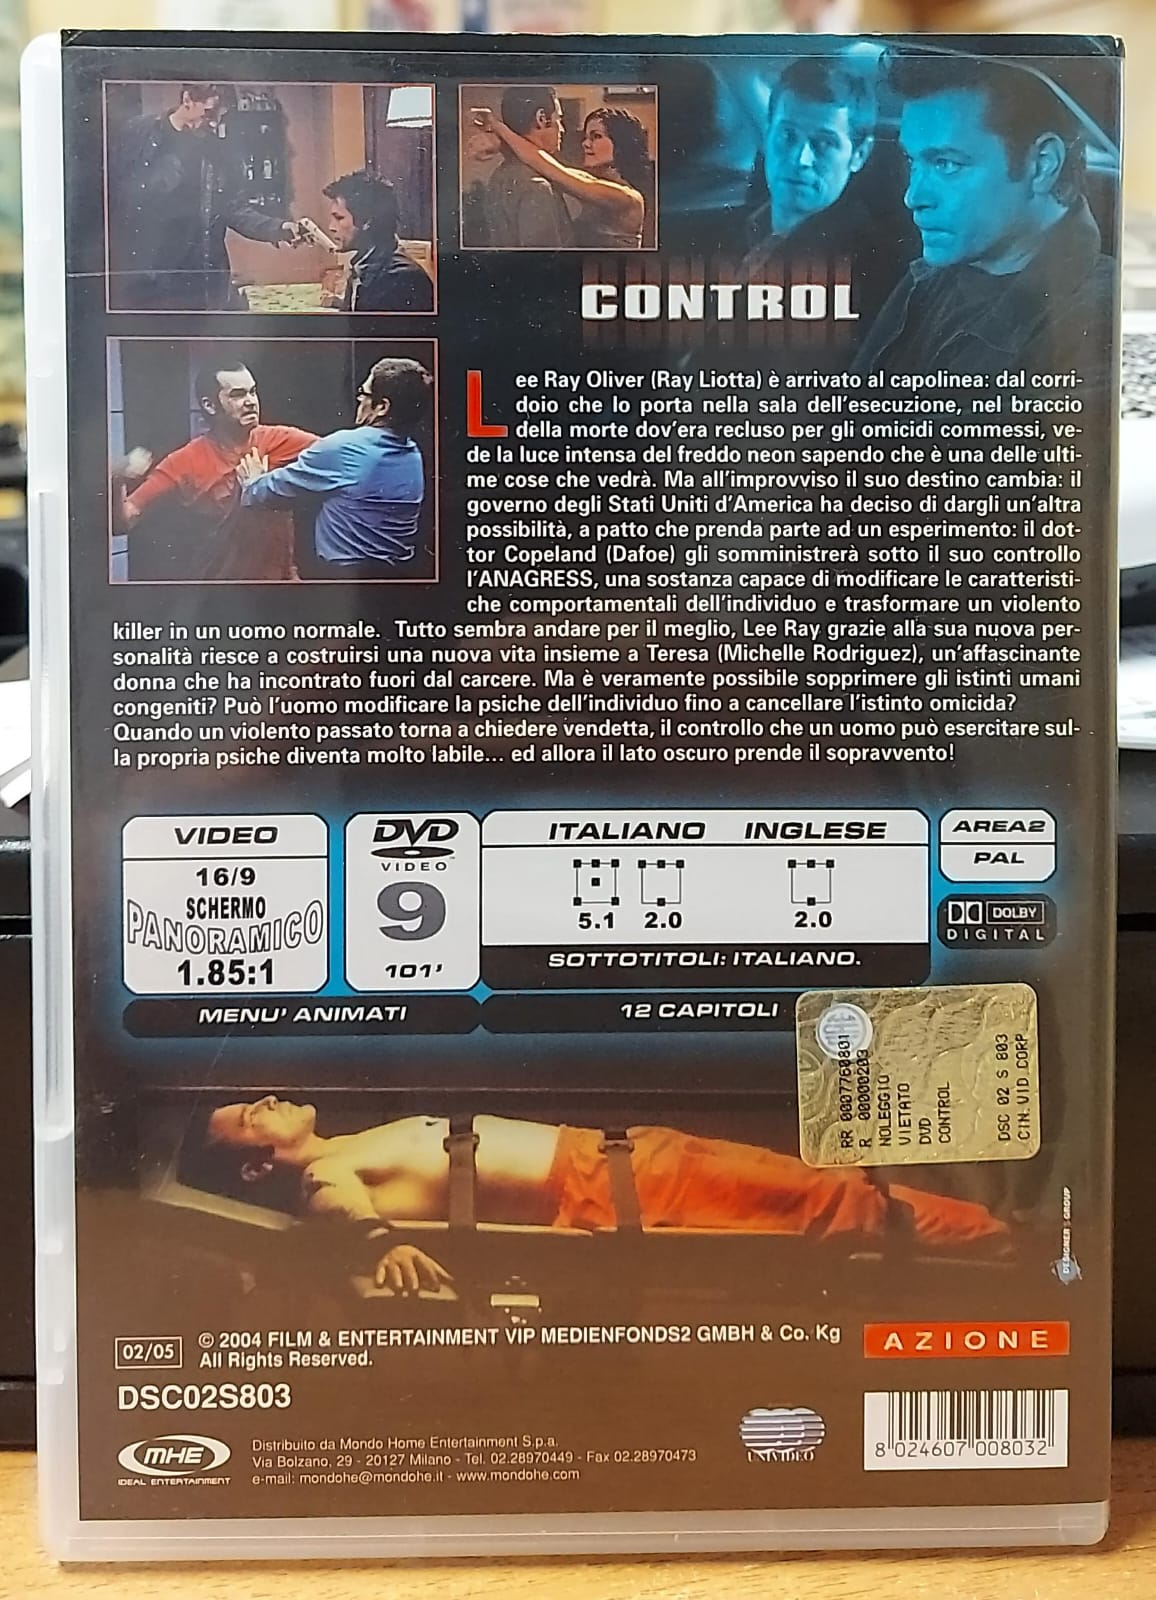 CONTROL
Lee Ray Oliver (Ray Liotta) è arrivato al capolinea: dal corri-
doio che lo porta nella sala dell'esecuzione, nel braccio
della morte dov'era recluso per gli omicidi commessi, ve-
de la luce intensa del freddo neon sapendo che è una delle ulti-
me cose che vedrà. Ma all'improvviso il suo destino cambia: il
governo degli Stati Uniti d'America ha deciso di dargli un'altra
possibilità, a patto che prenda parte ad un esperimento: il dot-
tor Copeland (Dafoe) gli somministrerà sotto il suo controllo
l'ANAGRESS, una sostanza capace di modificare le caratteristi-
che comportamentali dell'individuo e trasformare un violento
killer in un uomo normale. Tutto sembra andare per il meglio, Lee Ray grazie alla sua nuova per-
sonalità riesce a costruirsi una nuova vita insieme a Teresa (Michelle Rodriguez), un'affascinante
donna che ha incontrato fuori dal carcere. Ma è veramente possibile sopprimere gli istinti umani
congeniti? Può l'uomo modificare la psiche dell'individuo fino a cancellare l'istinto omicida?
Quando un violento passato torna a chiedere vendetta, il controllo che un uomo può esercitare sul-
la propria psiche diventa molto labile... ed allora il lato oscuro prende il sopravvento!
VIDEO
16/9
SCHERMO
PANORAMICO
1.85:1
DVD
VIDEO
9
101'
ITALIANO INGLESE
5.1 2.0 2.0
SOTTOTITOLI: ITALIANO.
AREA2
PAL
DOLBY
DIGITAL
MENU' ANIMATI
12 CAPITOLI
RR 0007760801
R 00000203
NOLEGGIO
VIETATO
DVD
CONTROL
DSC 02 S 803
CIN.VID CORP
DESIGNER S GROUP
02/05
© 2004 FILM & ENTERTAINMENT VIP MEDIENFONDS2 GMBH & Co. Kg
All Rights Reserved.
AZIONE
DSC02S803
MHE
IDEAL ENTERTAINMENT
Distribuito da Mondo Home Entertainment S.p.a.
Via Bolzano, 29 - 20127 Milano - Tel. 02.28970449 - Fax 02.28970473
e-mail: mondohe@mondohe.it - www.mondohe.com
UNIVIDEO
8 024607 008032